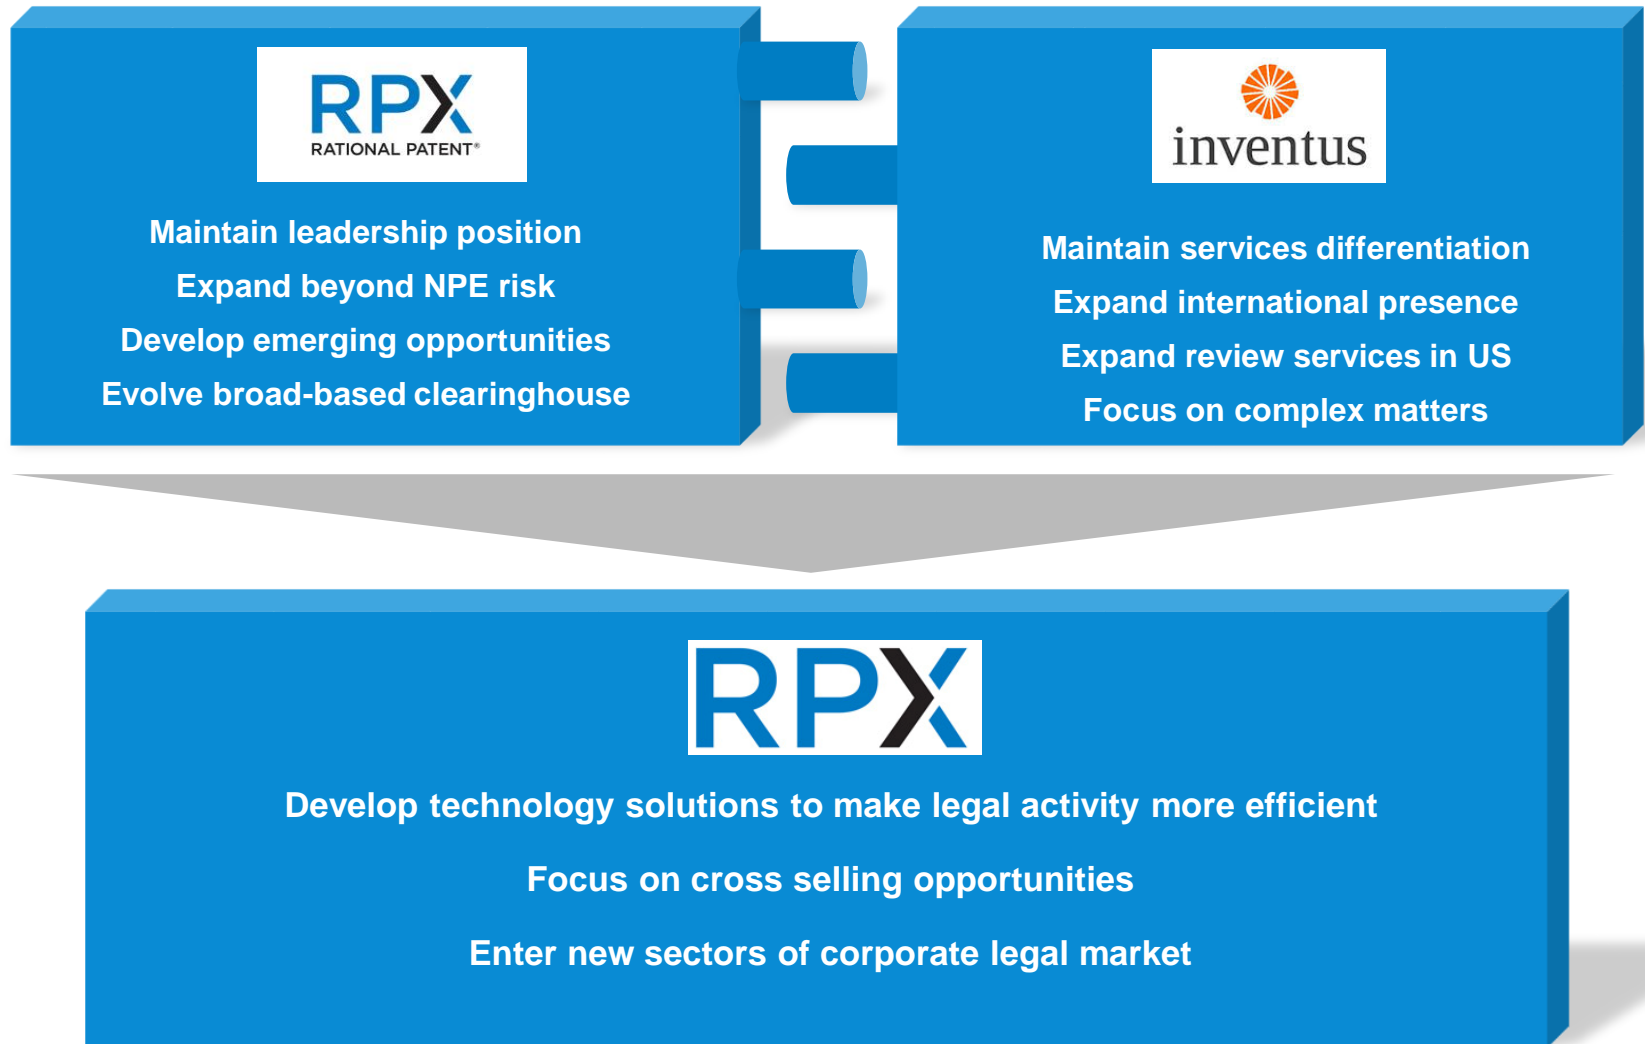 RPX
RATIONAL PATENT®
Maintain leadership position
Expand beyond NPE risk
Develop emerging opportunities
Evolve broad-based clearinghouse
inventus
Maintain services differentiation
Expand international presence
Expand review services in US
Focus on complex matters
RPX
Develop technology solutions to make legal activity more efficient
Focus on cross selling opportunities
Enter new sectors of corporate legal market